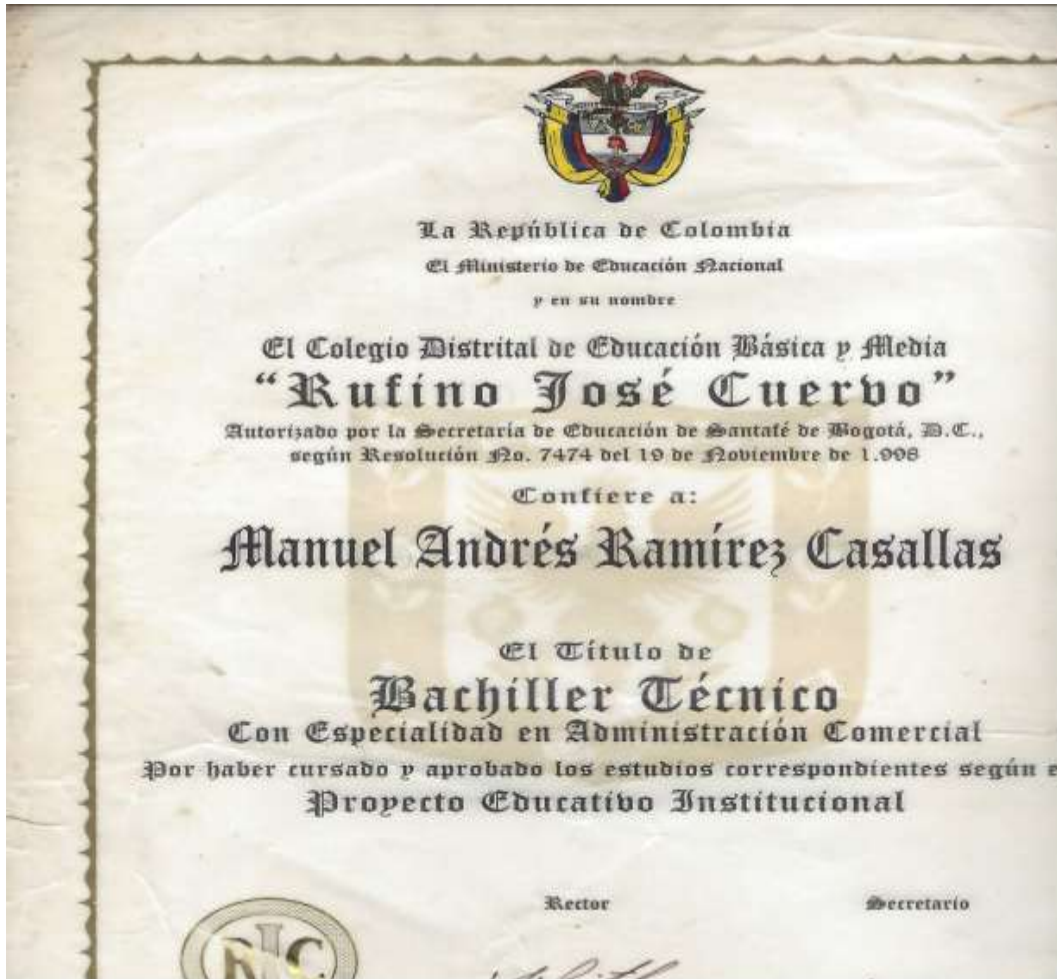 La República de Colombia
El Ministerio de Educación Nacional
y en su nombre
El Colegio Distrital de Educación Básica y Media
“Rufino José Cuervo”
Autorizado por la Secretaría de Educación de Santafé de Bogotá, D.C.,
según Resolución No. 7474 del 19 de Noviembre de 1.998
Confiere a:
Manuel Andrés Ramírez Casallas
El Título de
Bachiller Técnico
Con Especialidad en Administración Comercial
Por haber cursado y aprobado los estudios correspondientes según
Proyecto Educativo Institucional
Rector Secretario
RJC